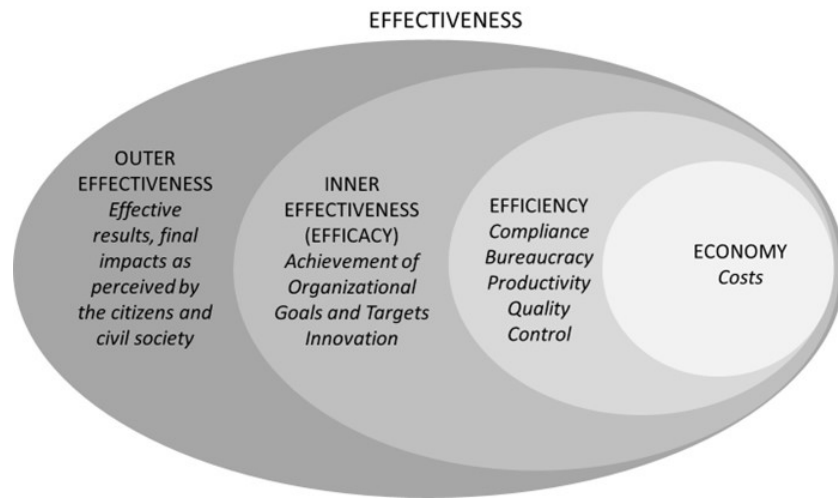 EFFECTIVENESS
OUTER
EFFECTIVENESS
Effective
results, final
impacts as
perceived by
the citizens and
civil society
INNER
EFFECTIVENESS
(EFFICACY)
Achievement of
Organizational
Goals and Targets
Innovation
EFFICIENCY
Compliance
Bureaucracy
Productivity
Quality
Control
ECONOMY
Costs